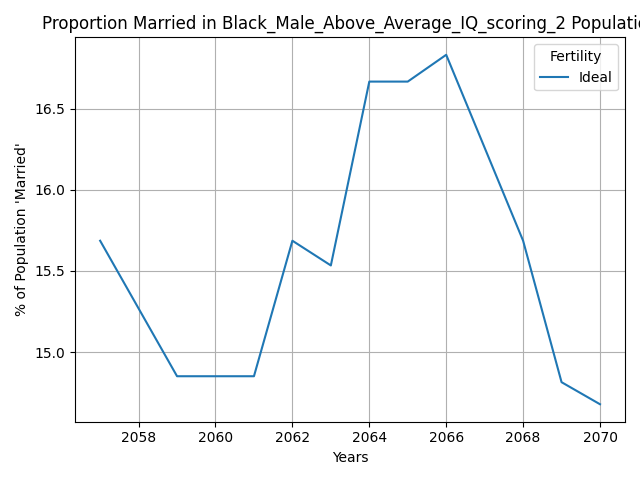 Proportion Married in Black_Male_Above_Average_IQ_scoring_2 Populatio
Fertility
Ideal
% of Population 'Married'
16.5
16.0
15.5
15.0
2058 2060 2062 2064 2066 2068 2070
Years